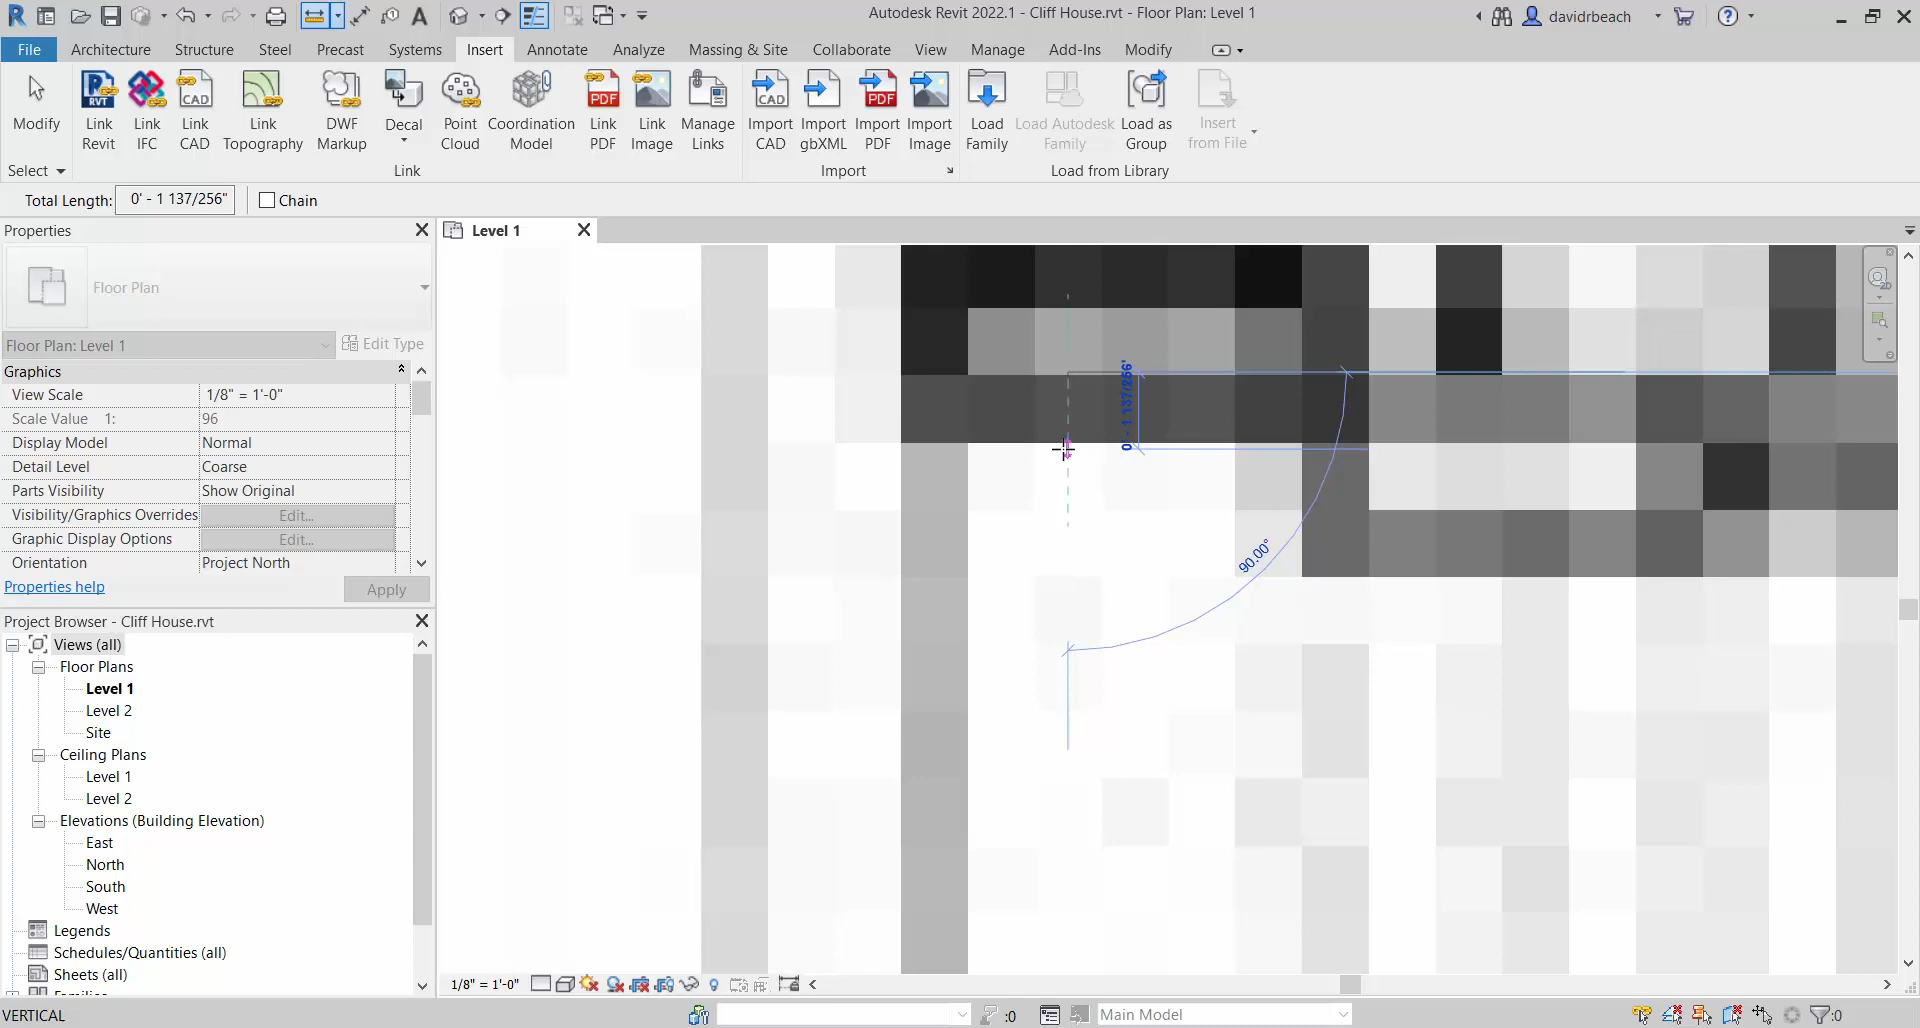 Autodesk Revit 2022.1 - Cliff House.rvt - Floor Plan: Level 1
davidrbeach
File
Architecture
Structure
Steel
Precast
Systems
Insert
Annotate
Analyze
Massing & Site
Collaborate
View
Manage
Add-Ins
Modify
Modify
Link
Revit
Link
IFC
Link
CAD
Link
Topography
DWF
Markup
Decal
Point
Cloud
Coordination
Model
Link
PDF
Link
Image
Manage
Links
Import
CAD
Import
gbXML
Import
PDF
Import
Image
Load
Family
Load Autodesk
Family
Load as
Group
Insert
from File
Select
Link
Import
Load from Library
Total Length:
0' - 1 137/256"
Chain
Properties
Floor Plan
Floor Plan: Level 1
Edit Type
Graphics
View Scale
1/8" = 1'-0"
Scale Value 1:
96
Display Model
Normal
Detail Level
Coarse
Parts Visibility
Show Original
Visibility/Graphics Overrides
Edit...
Graphic Display Options
Edit...
Orientation
Project North
Properties help
Apply
Project Browser - Cliff House.rvt
Views (all)
Floor Plans
Level 1
Level 2
Site
Ceiling Plans
Level 1
Level 2
Elevations (Building Elevation)
East
North
South
West
Legends
Schedules/Quantities (all)
Sheets (all)
Level 1
0' - 1 137/256"
90.00°
1/8" = 1'-0"
VERTICAL
:0
Main Model
:0